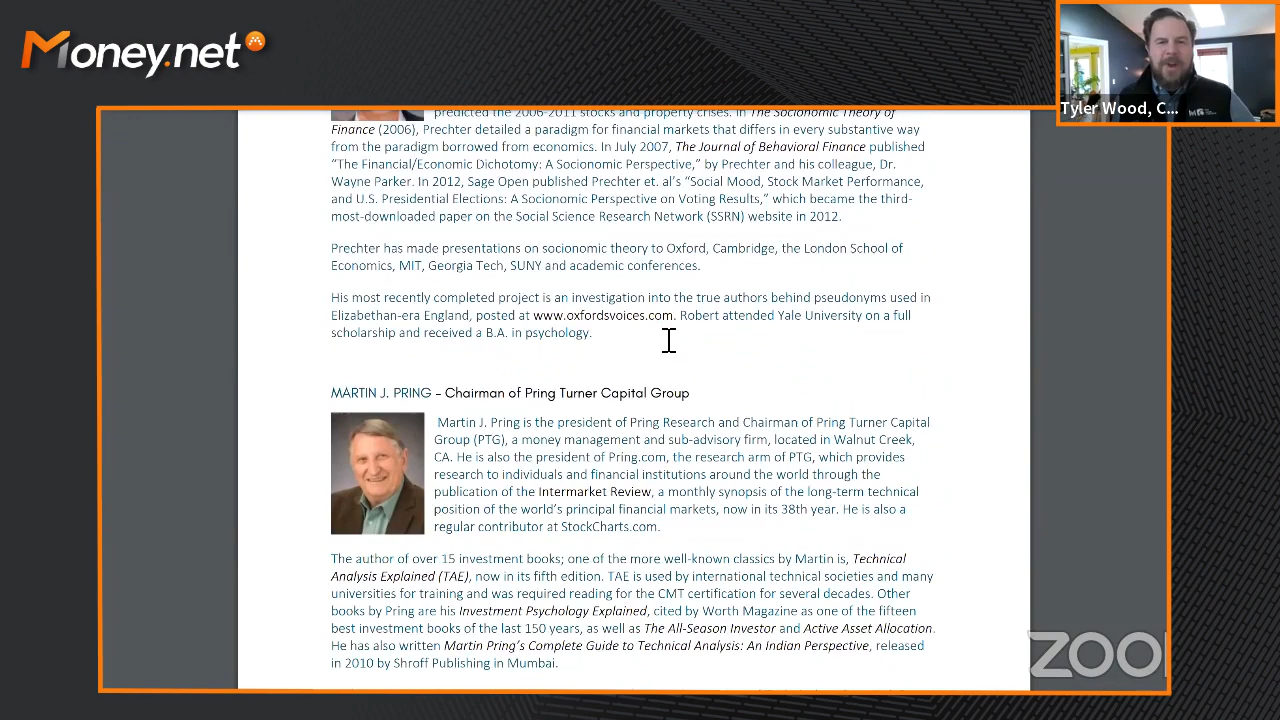 Money.net
Tyler Wood, C...
predicted the 2006-2011 stocks and property crises. In The Socionomic Theory of
Finance (2006), Prechter detailed a paradigm for financial markets that differs in every substantive way
from the paradigm borrowed from economics. In July 2007, The Journal of Behavioral Finance published
“The Financial/Economic Dichotomy: A Socionomic Perspective,” by Prechter and his colleague, Dr.
Wayne Parker. In 2012, Sage Open published Prechter et. al’s “Social Mood, Stock Market Performance,
and U.S. Presidential Elections: A Socionomic Perspective on Voting Results,” which became the third-
most-downloaded paper on the Social Science Research Network (SSRN) website in 2012.
Prechter has made presentations on socionomic theory to Oxford, Cambridge, the London School of
Economics, MIT, Georgia Tech, SUNY and academic conferences.
His most recently completed project is an investigation into the true authors behind pseudonyms used in
Elizabethan-era England, posted at www.oxfordsvoices.com. Robert attended Yale University on a full
scholarship and received a B.A. in psychology.
MARTIN J. PRING – Chairman of Pring Turner Capital Group
Martin J. Pring is the president of Pring Research and Chairman of Pring Turner Capital
Group (PTG), a money management and sub-advisory firm, located in Walnut Creek,
CA. He is also the president of Pring.com, the research arm of PTG, which provides
research to individuals and financial institutions around the world through the
publication of the Intermarket Review, a monthly synopsis of the long-term technical
position of the world’s principal financial markets, now in its 38th year. He is also a
regular contributor at StockCharts.com.
The author of over 15 investment books; one of the more well-known classics by Martin is, Technical
Analysis Explained (TAE), now in its fifth edition. TAE is used by international technical societies and many
universities for training and was required reading for the CMT certification for several decades. Other
books by Pring are his Investment Psychology Explained, cited by Worth Magazine as one of the fifteen
best investment books of the last 150 years, as well as The All-Season Investor and Active Asset Allocation.
He has also written Martin Pring’s Complete Guide to Technical Analysis: An Indian Perspective, released
in 2010 by Shroff Publishing in Mumbai.
ZOO